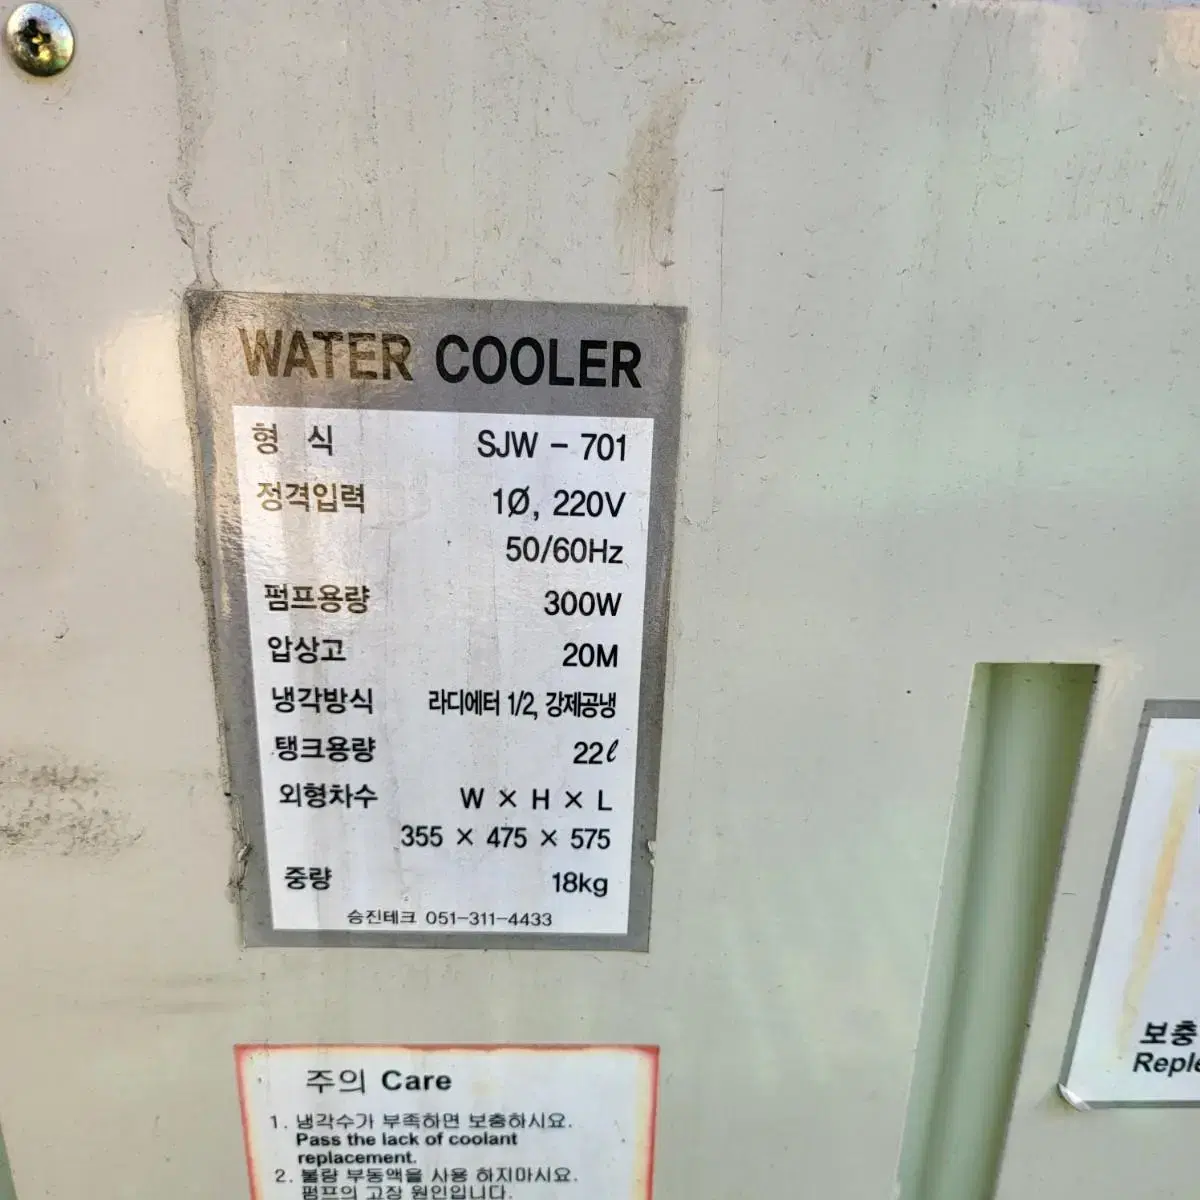 WATER COOLER
형 식 SJW - 701
정격입력 1Ø, 220V
50/60Hz
펌프용량 300W
압상고 20M
냉각방식 라디에터 1/2, 강제공냉
탱크용량 22ℓ
외형차수 W × H × L
355 × 475 × 575
중량 18kg
승진테크 051-311-4433
주의 Care
1. 냉각수가 부족하면 보충하시요.
Pass the lack of coolant
replacement.
2. 불량 부동액을 사용 하지마시요.
펌프의 고장 원인입니다.
보충
Reple